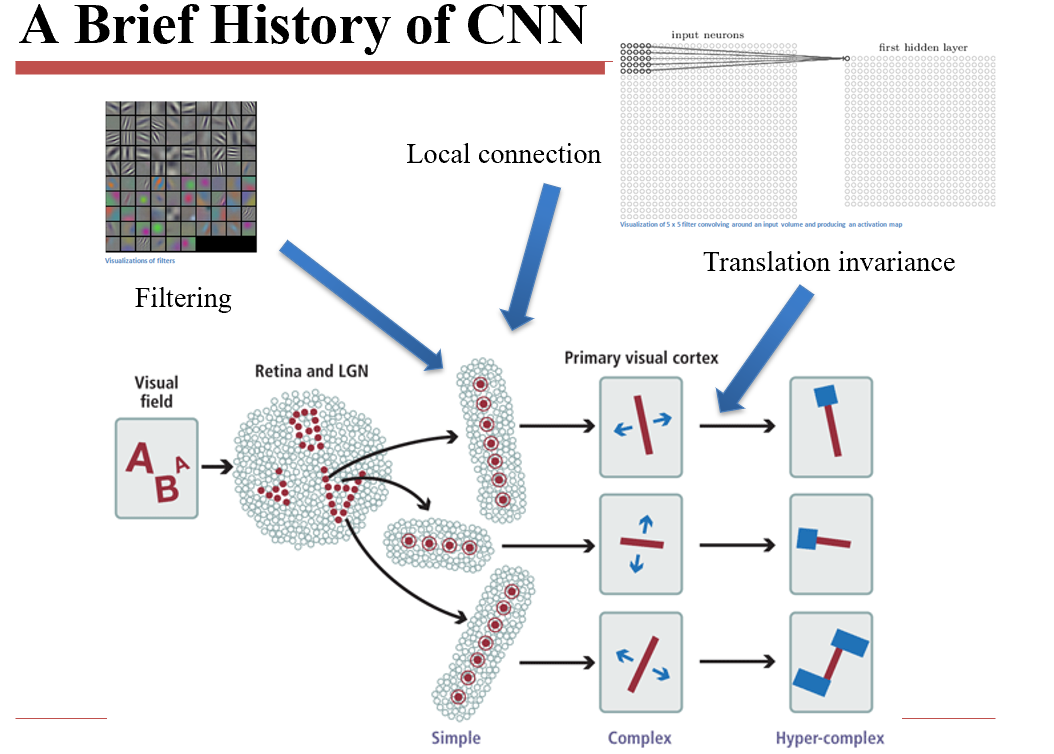 A Brief History of CNN
input neurons
first hidden layer
Visualization of 5 x 5 filter convolving around an input volume and producing an activation map
Visualizations of filters
Local connection
Translation invariance
Filtering
Visual
field
Retina and LGN
Primary visual cortex
A
A
B
Simple
Complex
Hyper-complex